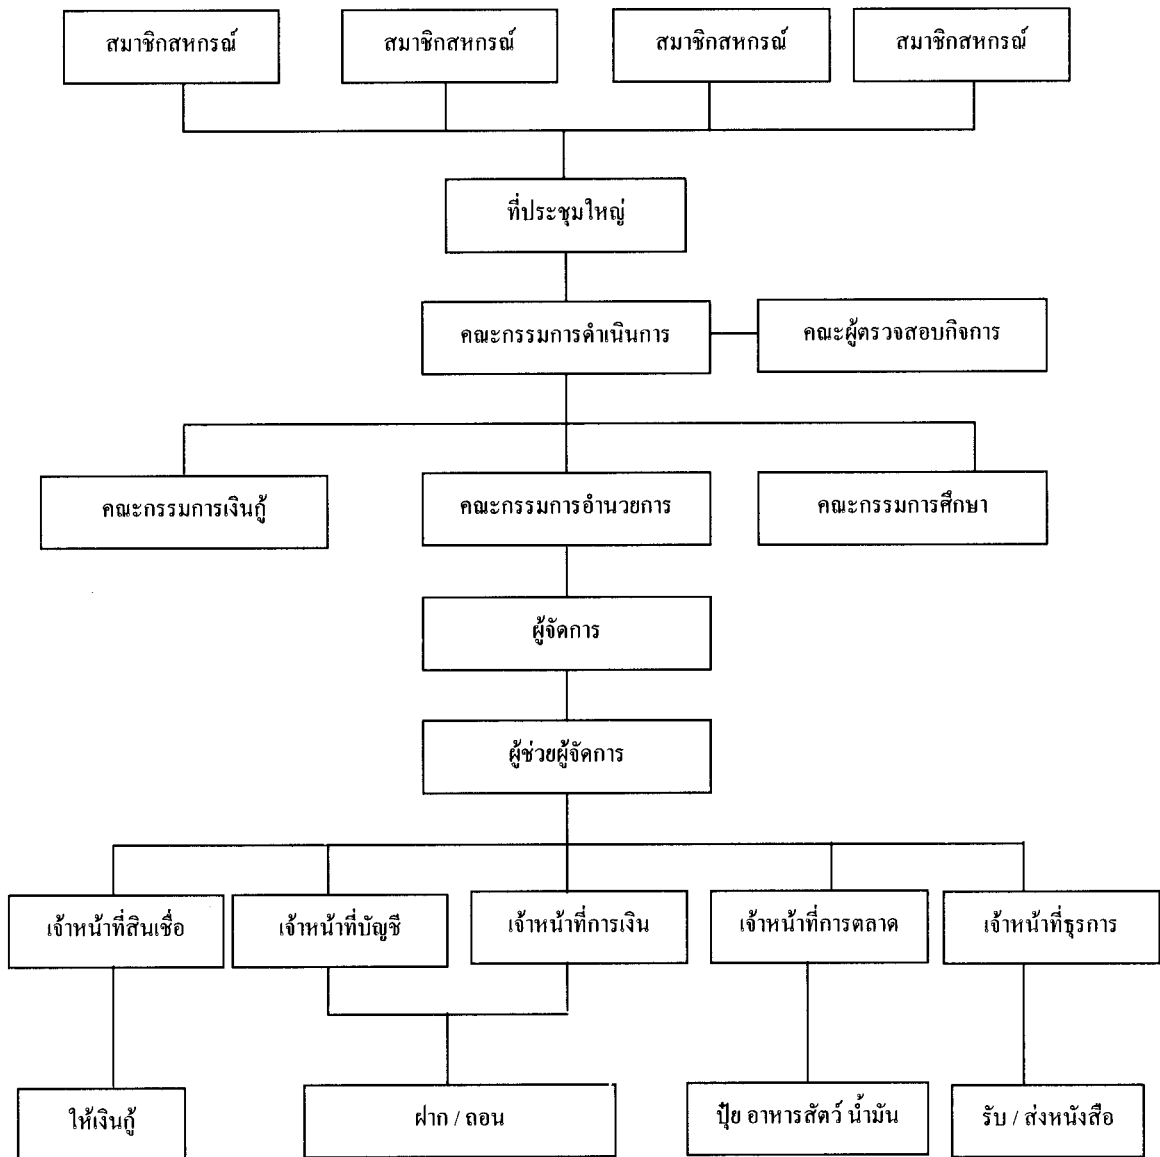 สมาชิกสหกรณ์
สมาชิกสหกรณ์
สมาชิกสหกรณ์
สมาชิกสหกรณ์
ที่ประชุมใหญ่
คณะกรรมการดำเนินการ
คณะผู้ตรวจสอบกิจการ
คณะกรรมการเงินกู้
คณะกรรมการอำนวยการ
คณะกรรมการศึกษา
ผู้จัดการ
ผู้ช่วยผู้จัดการ
เจ้าหน้าที่สินเชื่อ
เจ้าหน้าที่บัญชี
เจ้าหน้าที่การเงิน
เจ้าหน้าที่การตลาด
เจ้าหน้าที่ธุรการ
ให้เงินกู้
ฝาก / ถอน
ปุ๋ย อาหารสัตว์ น้ำมัน
รับ / ส่งหนังสือ